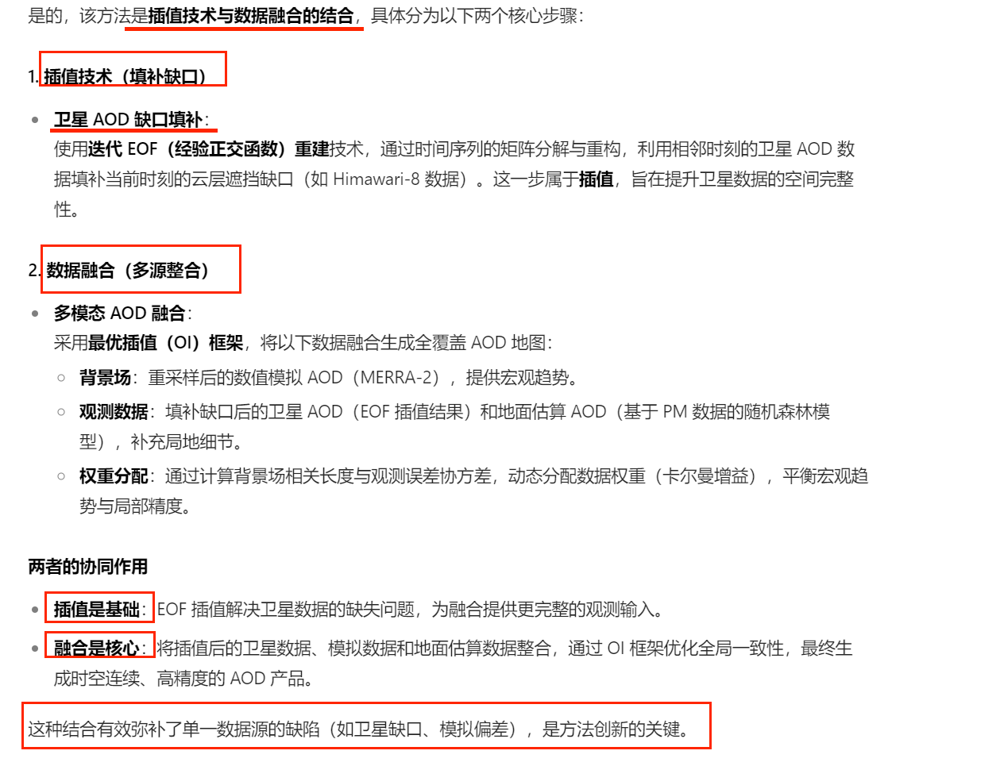 是的，该方法是插值技术与数据融合的结合，具体分为以下两个核心步骤：
1. 插值技术（填补缺口）
卫星 AOD 缺口填补：
使用迭代 EOF（经验正交函数）重建技术，通过时间序列的矩阵分解与重构，利用相邻时刻的卫星 AOD 数
据填补当前时刻的云层遮挡缺口（如 Himawari-8 数据）。这一步属于插值，旨在提升卫星数据的空间完整
性。
2. 数据融合（多源整合）
多模态 AOD 融合：
采用最优插值（OI）框架，将以下数据融合生成全覆盖 AOD 地图：
背景场：重采样后的数值模拟 AOD（MERRA-2），提供宏观趋势。
观测数据：填补缺口后的卫星 AOD（EOF 插值结果）和地面估算 AOD（基于 PM 数据的随机森林模
型），补充局地细节。
权重分配：通过计算背景场相关长度与观测误差协方差，动态分配数据权重（卡尔曼增益），平衡宏观趋
势与局部精度。
两者的协同作用
插值是基础：EOF 插值解决卫星数据的缺失问题，为融合提供更完整的观测输入。
融合是核心：将插值后的卫星数据、模拟数据和地面估算数据整合，通过 OI 框架优化全局一致性，最终生
成时空连续、高精度的 AOD 产品。
这种结合有效弥补了单一数据源的缺陷（如卫星缺口、模拟偏差），是方法创新的关键。